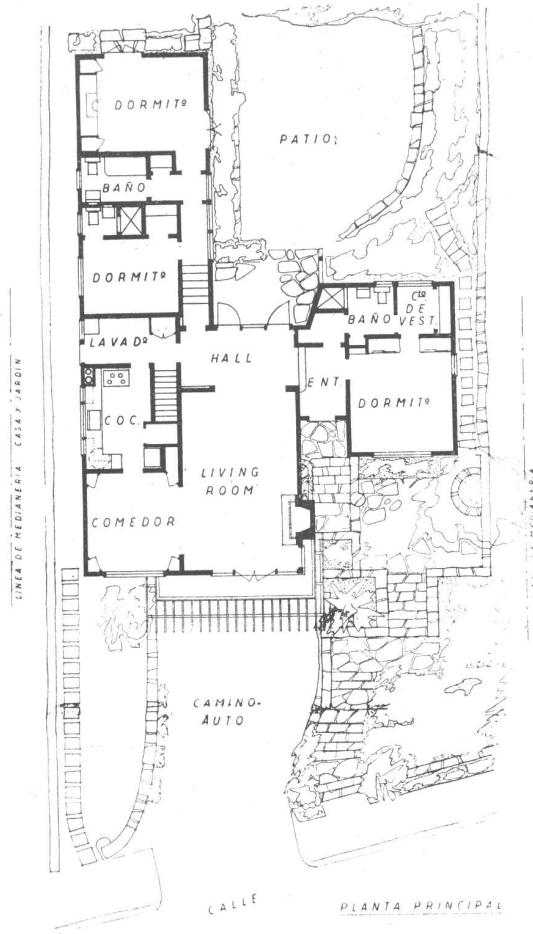 DORMITº
PATIO
BAÑO
DORMITº
BAÑO
Cto
DE
VEST.
LAVADº
HALL
ENT.
DORMITº
COC.
LIVING
ROOM
COMEDOR
LINEA DE MEDIANERIA CASA Y JARDIN
CAMINO-
AUTO
CALLE
PLANTA PRINCIPAL